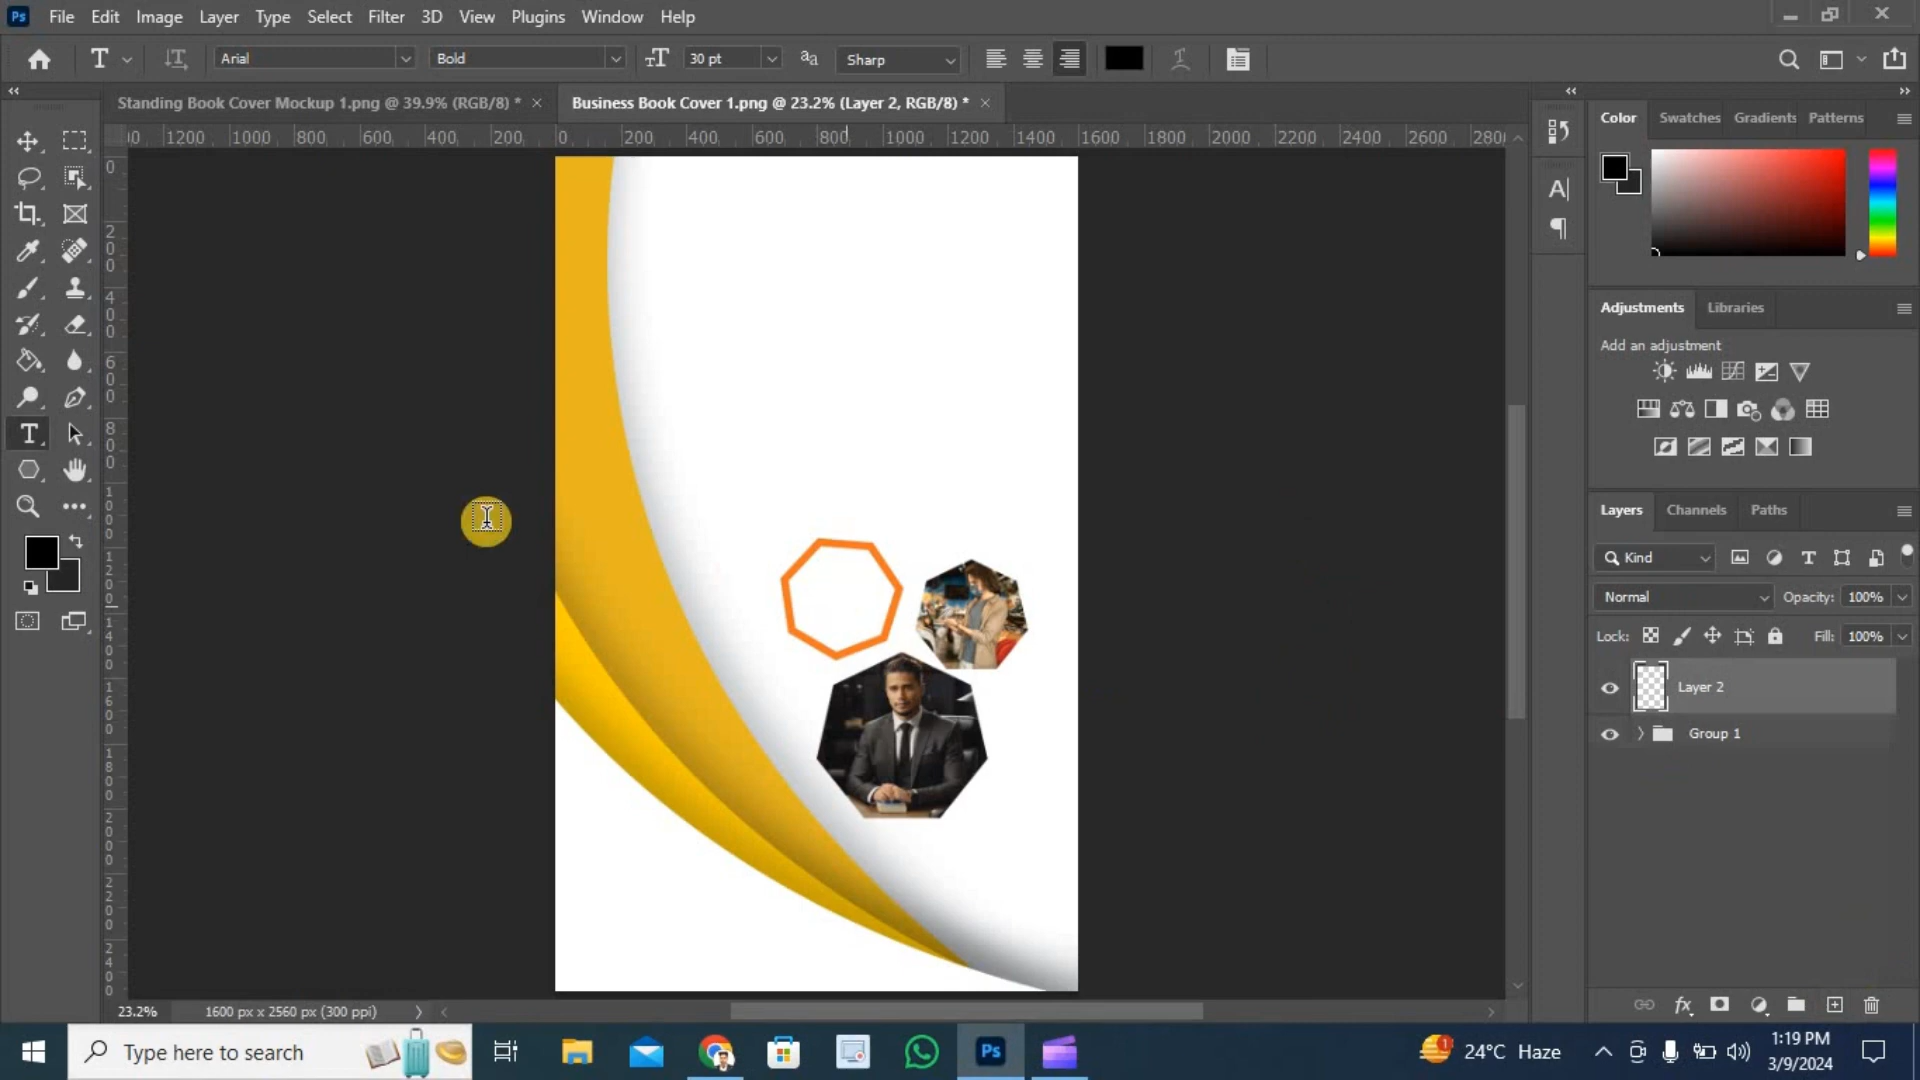 Ps File Edit Image Layer Type Select Filter 3D View Plugins Window Help
Arial Bold 30 pt aa Sharp
Standing Book Cover Mockup 1.png @ 39.9% (RGB/8) *
Business Book Cover 1.png @ 23.2% (Layer 2, RGB/8) *
1200 1000 800 600 400 200 0 200 400 600 800 1000 1200 1400 1600 1800 2000 2200 2400 2600
Color Swatches Gradients Patterns
Adjustments Libraries
Add an adjustment
Layers Channels Paths
Kind
Normal Opacity: 100%
Lock: Fill: 100%
Layer 2
Group 1
23.2% 1600 px x 2560 px (300 ppi)
Type here to search
Ps
24°C Haze
1:19 PM
3/9/2024